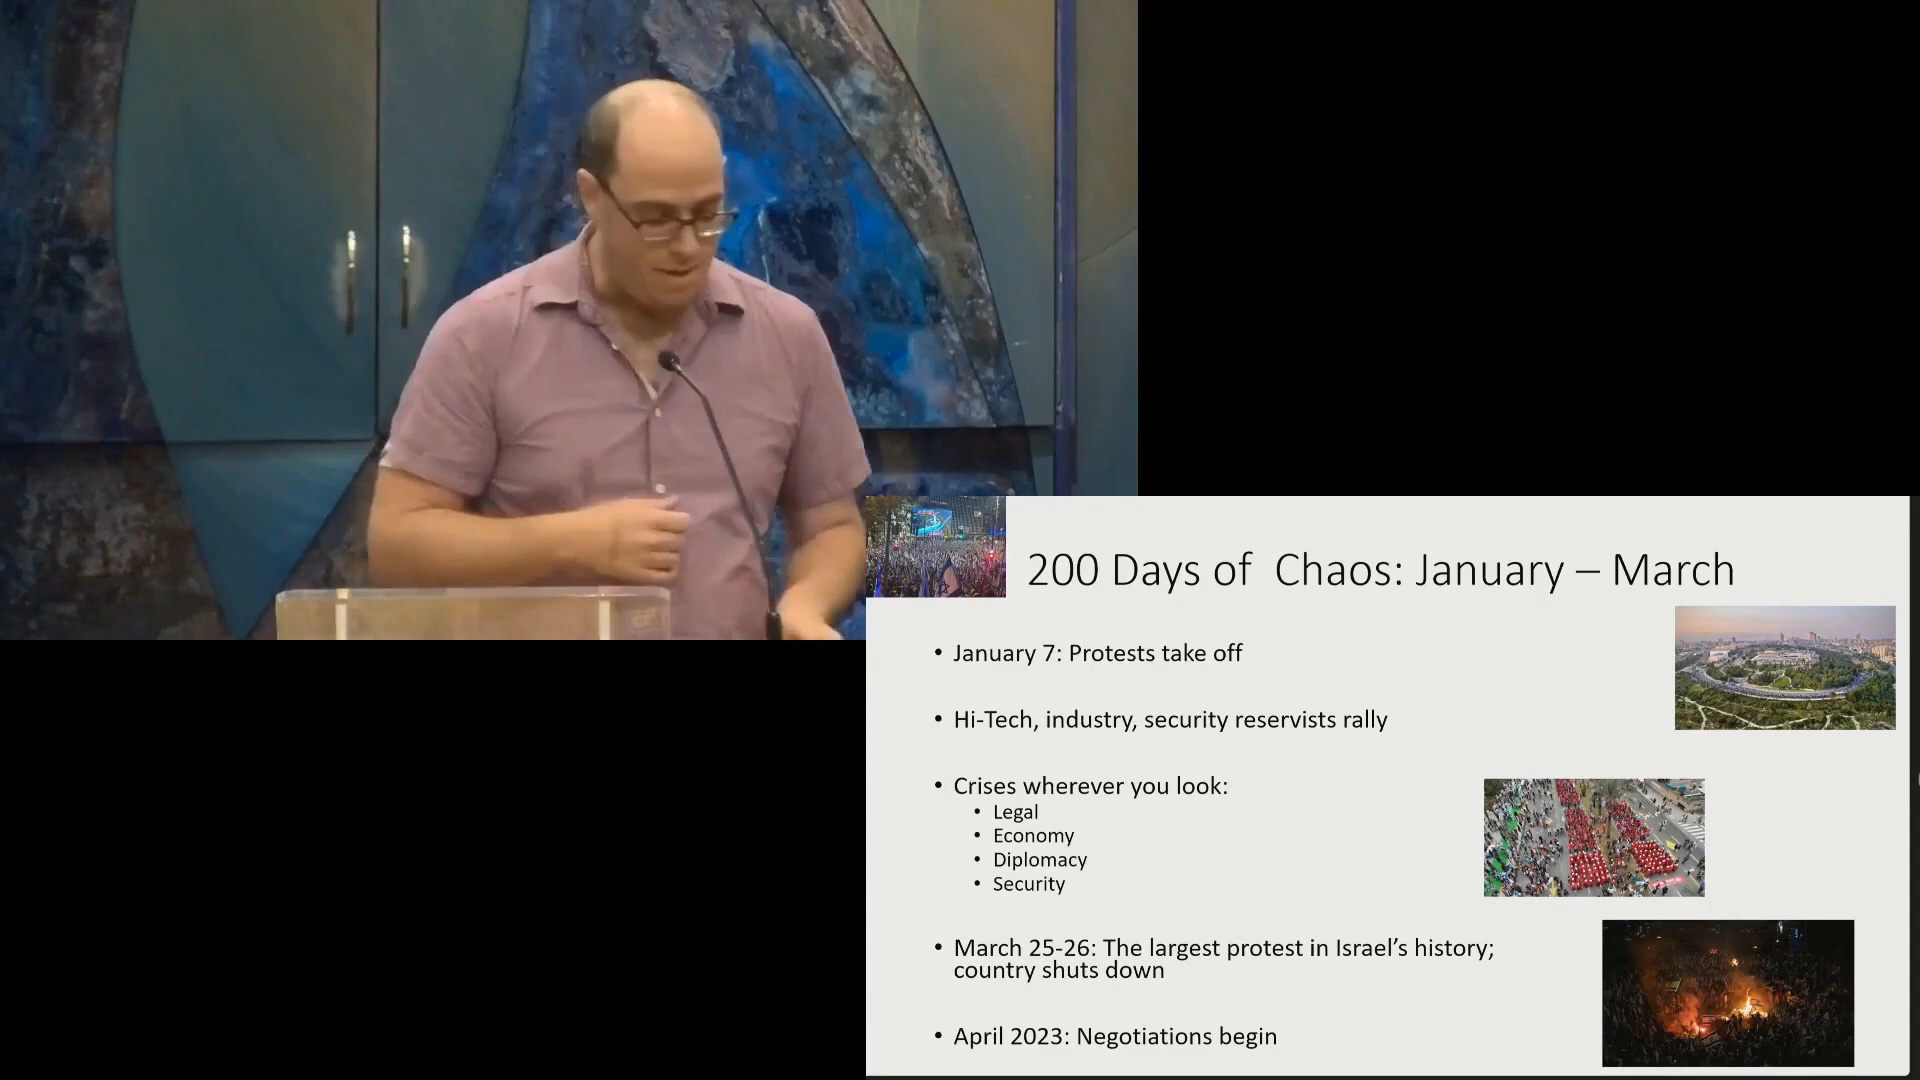 200 Days of Chaos: January – March
• January 7: Protests take off
• Hi-Tech, industry, security reservists rally
• Crises wherever you look:
• Legal
• Economy
• Diplomacy
• Security
• March 25-26: The largest protest in Israel’s history;
country shuts down
• April 2023: Negotiations begin